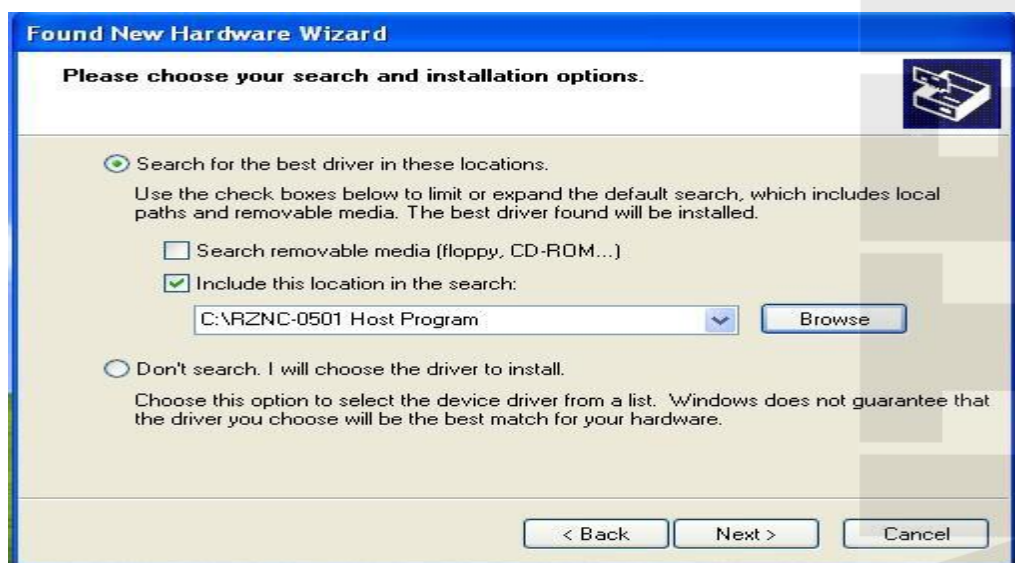 Found New Hardware Wizard
Please choose your search and installation options.
Search for the best driver in these locations.
Use the check boxes below to limit or expand the default search, which includes local
paths and removable media. The best driver found will be installed.
Search removable media (floppy, CD-ROM...)
Include this location in the search:
C:\RZNC-0501 Host Program
Browse
Don't search. I will choose the driver to install.
Choose this option to select the device driver from a list. Windows does not guarantee that
the driver you choose will be the best match for your hardware.
< Back
Next >
Cancel